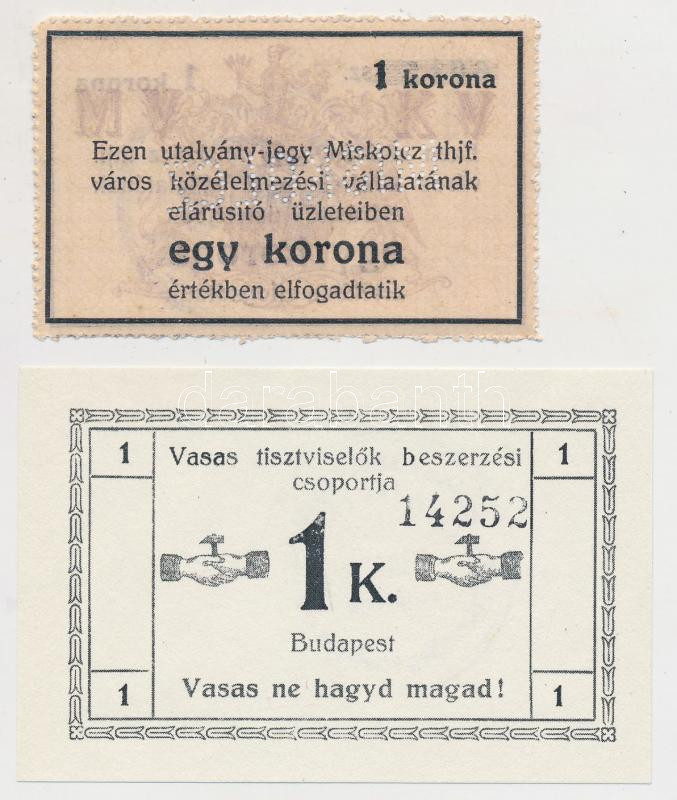 1 korona
Ezen utalvány-jegy Miskolcz thjf.
város közélelmezési vállalatának
elárúsitó üzleteiben
egy korona
értékben elfogadtatik
darabanth
1 1
Vasas tisztviselők beszerzési
csoportja
14252
1 K.
Budapest
1 Vasas ne hagyd magad! 1